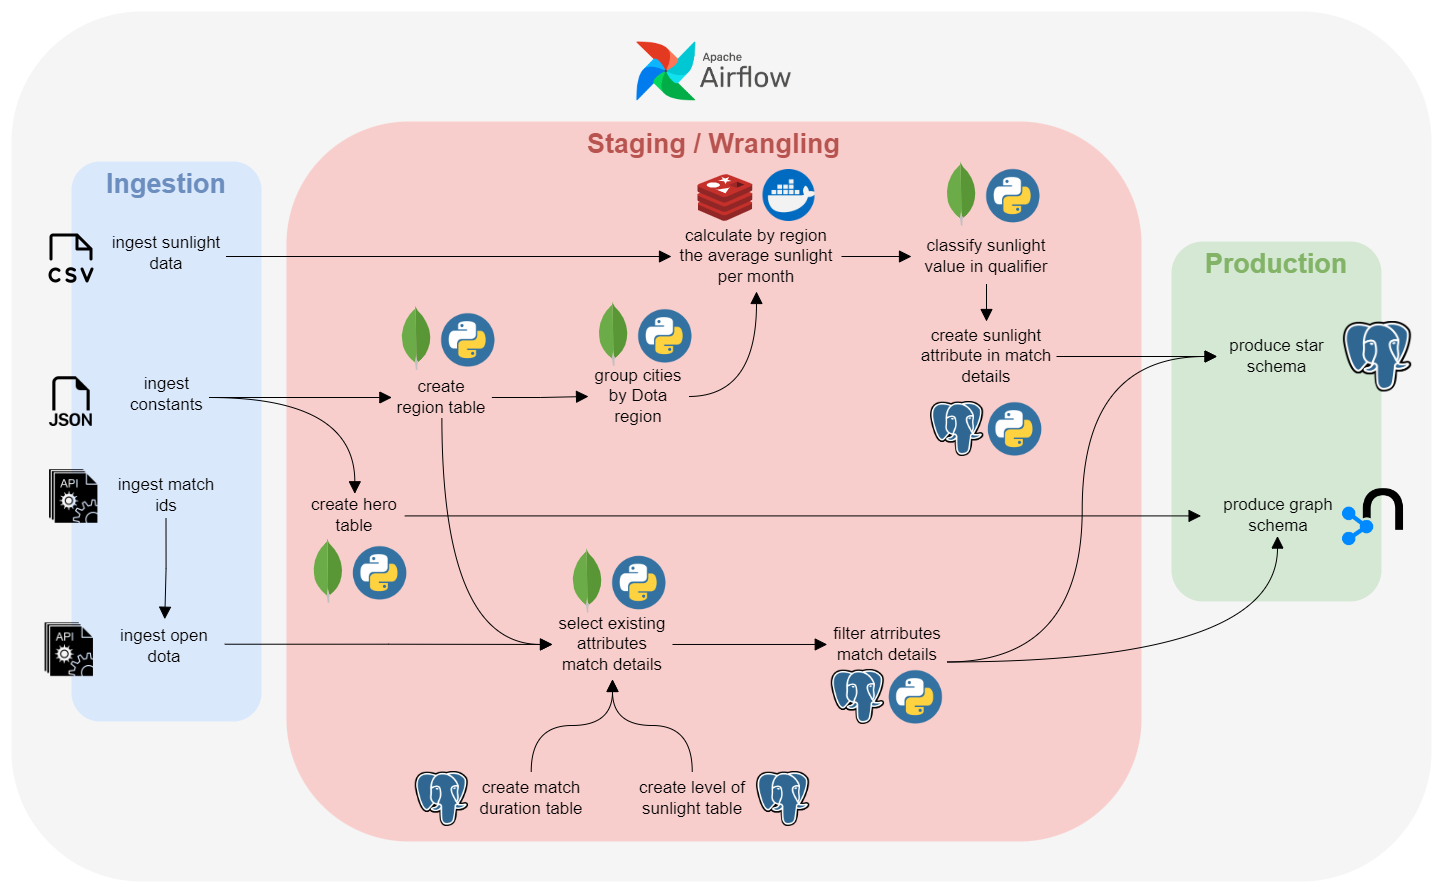 Apache
Airflow
Staging / Wrangling
Ingestion
Production
CSV
ingest sunlight
data
calculate by region
the average sunlight
per month
classify sunlight
value in qualifier
create sunlight
attribute in match
details
produce star
schema
JSON
ingest
constants
create
region table
group cities
by Dota
region
API
ingest match
ids
create hero
table
produce graph
schema
API
ingest open
dota
select existing
attributes
match details
filter atrributes
match details
create match
duration table
create level of
sunlight table